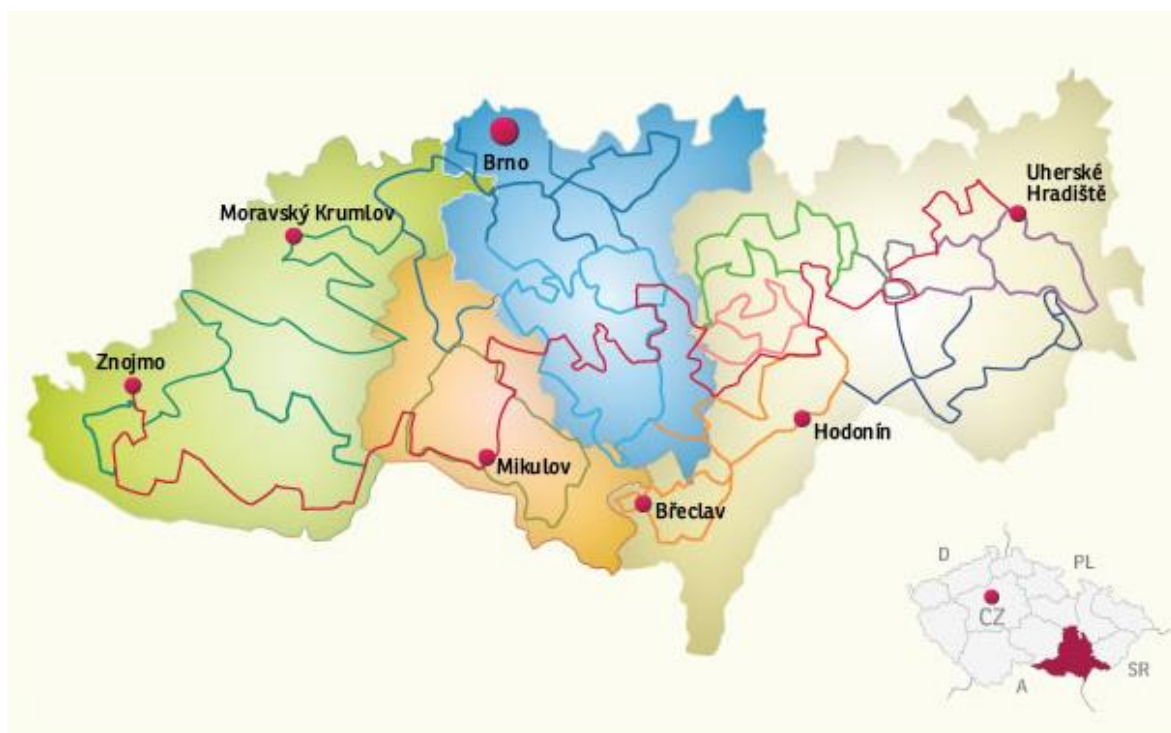 Brno
Uherské
Hradiště
Moravský Krumlov
Znojmo
Hodonín
Mikulov
Břeclav
D
PL
CZ
SR
A